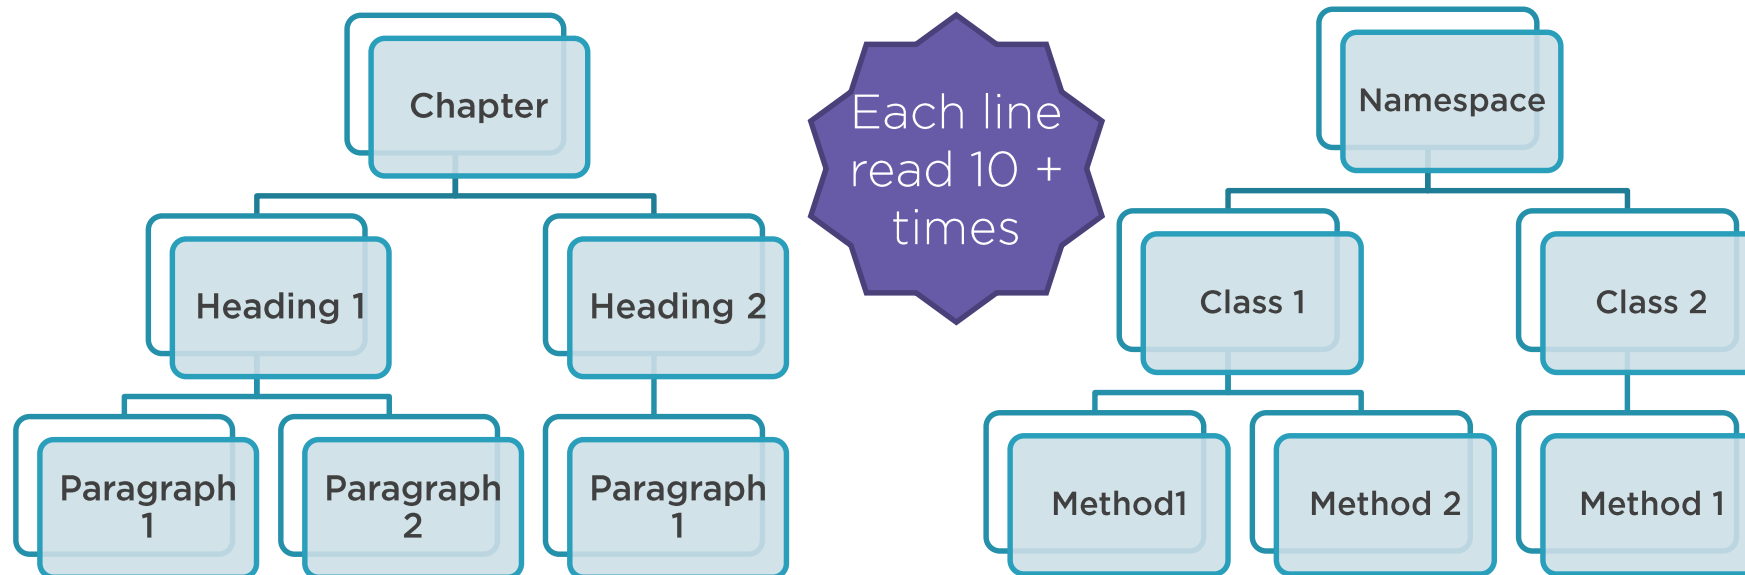 Chapter
Heading 1
Heading 2
Paragraph
1
Paragraph
2
Paragraph
1
Each line
read 10 +
times
Namespace
Class 1
Class 2
Method1
Method 2
Method 1